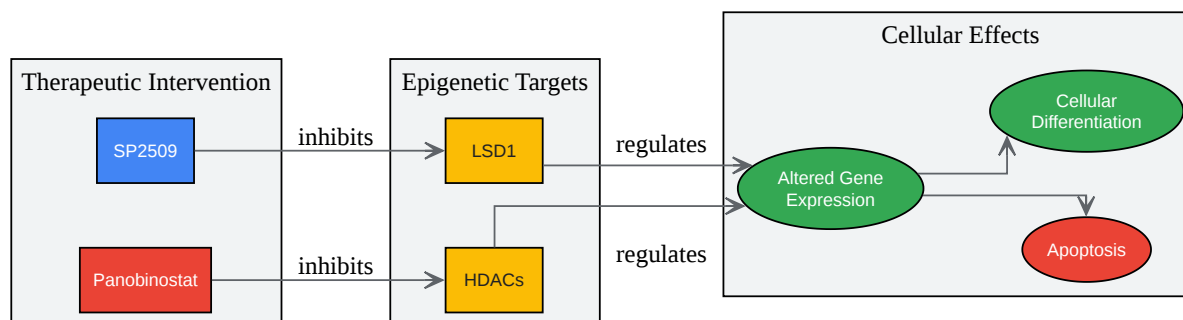 Cellular Effects
Therapeutic Intervention
Epigenetic Targets
Cellular
Differentiation
SP2509
inhibits
LSD1
regulates
Altered Gene
Expression
Panobinostat
inhibits
HDACs
regulates
Apoptosis